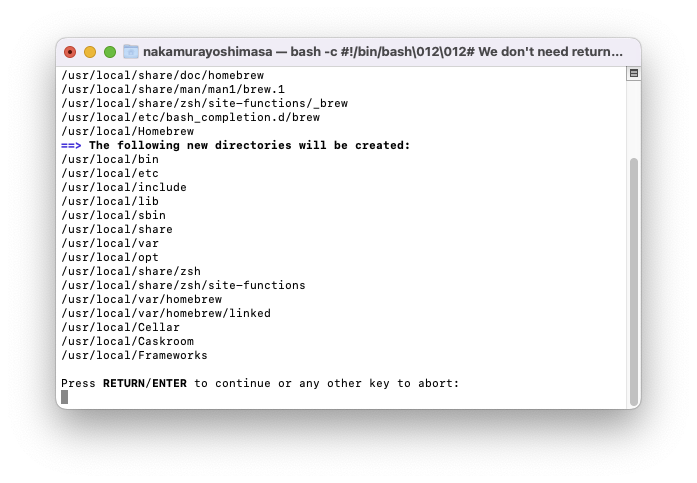 nakamurayoshimasa — — bash -c #!/bin/bash\012\012# We don't need return...
/usr/local/share/doc/homebrew
/usr/local/share/man/man1/brew.1
/usr/local/share/zsh/site-functions/_brew
/usr/local/etc/bash_completion.d/brew
/usr/local/Homebrew
==> The following new directories will be created:
/usr/local/bin
/usr/local/etc
/usr/local/include
/usr/local/lib
/usr/local/sbin
/usr/local/share
/usr/local/var
/usr/local/opt
/usr/local/share/zsh
/usr/local/share/zsh/site-functions
/usr/local/var/homebrew
/usr/local/var/homebrew/linked
/usr/local/Cellar
/usr/local/Caskroom
/usr/local/Frameworks
Press RETURN/ENTER to continue or any other key to abort: